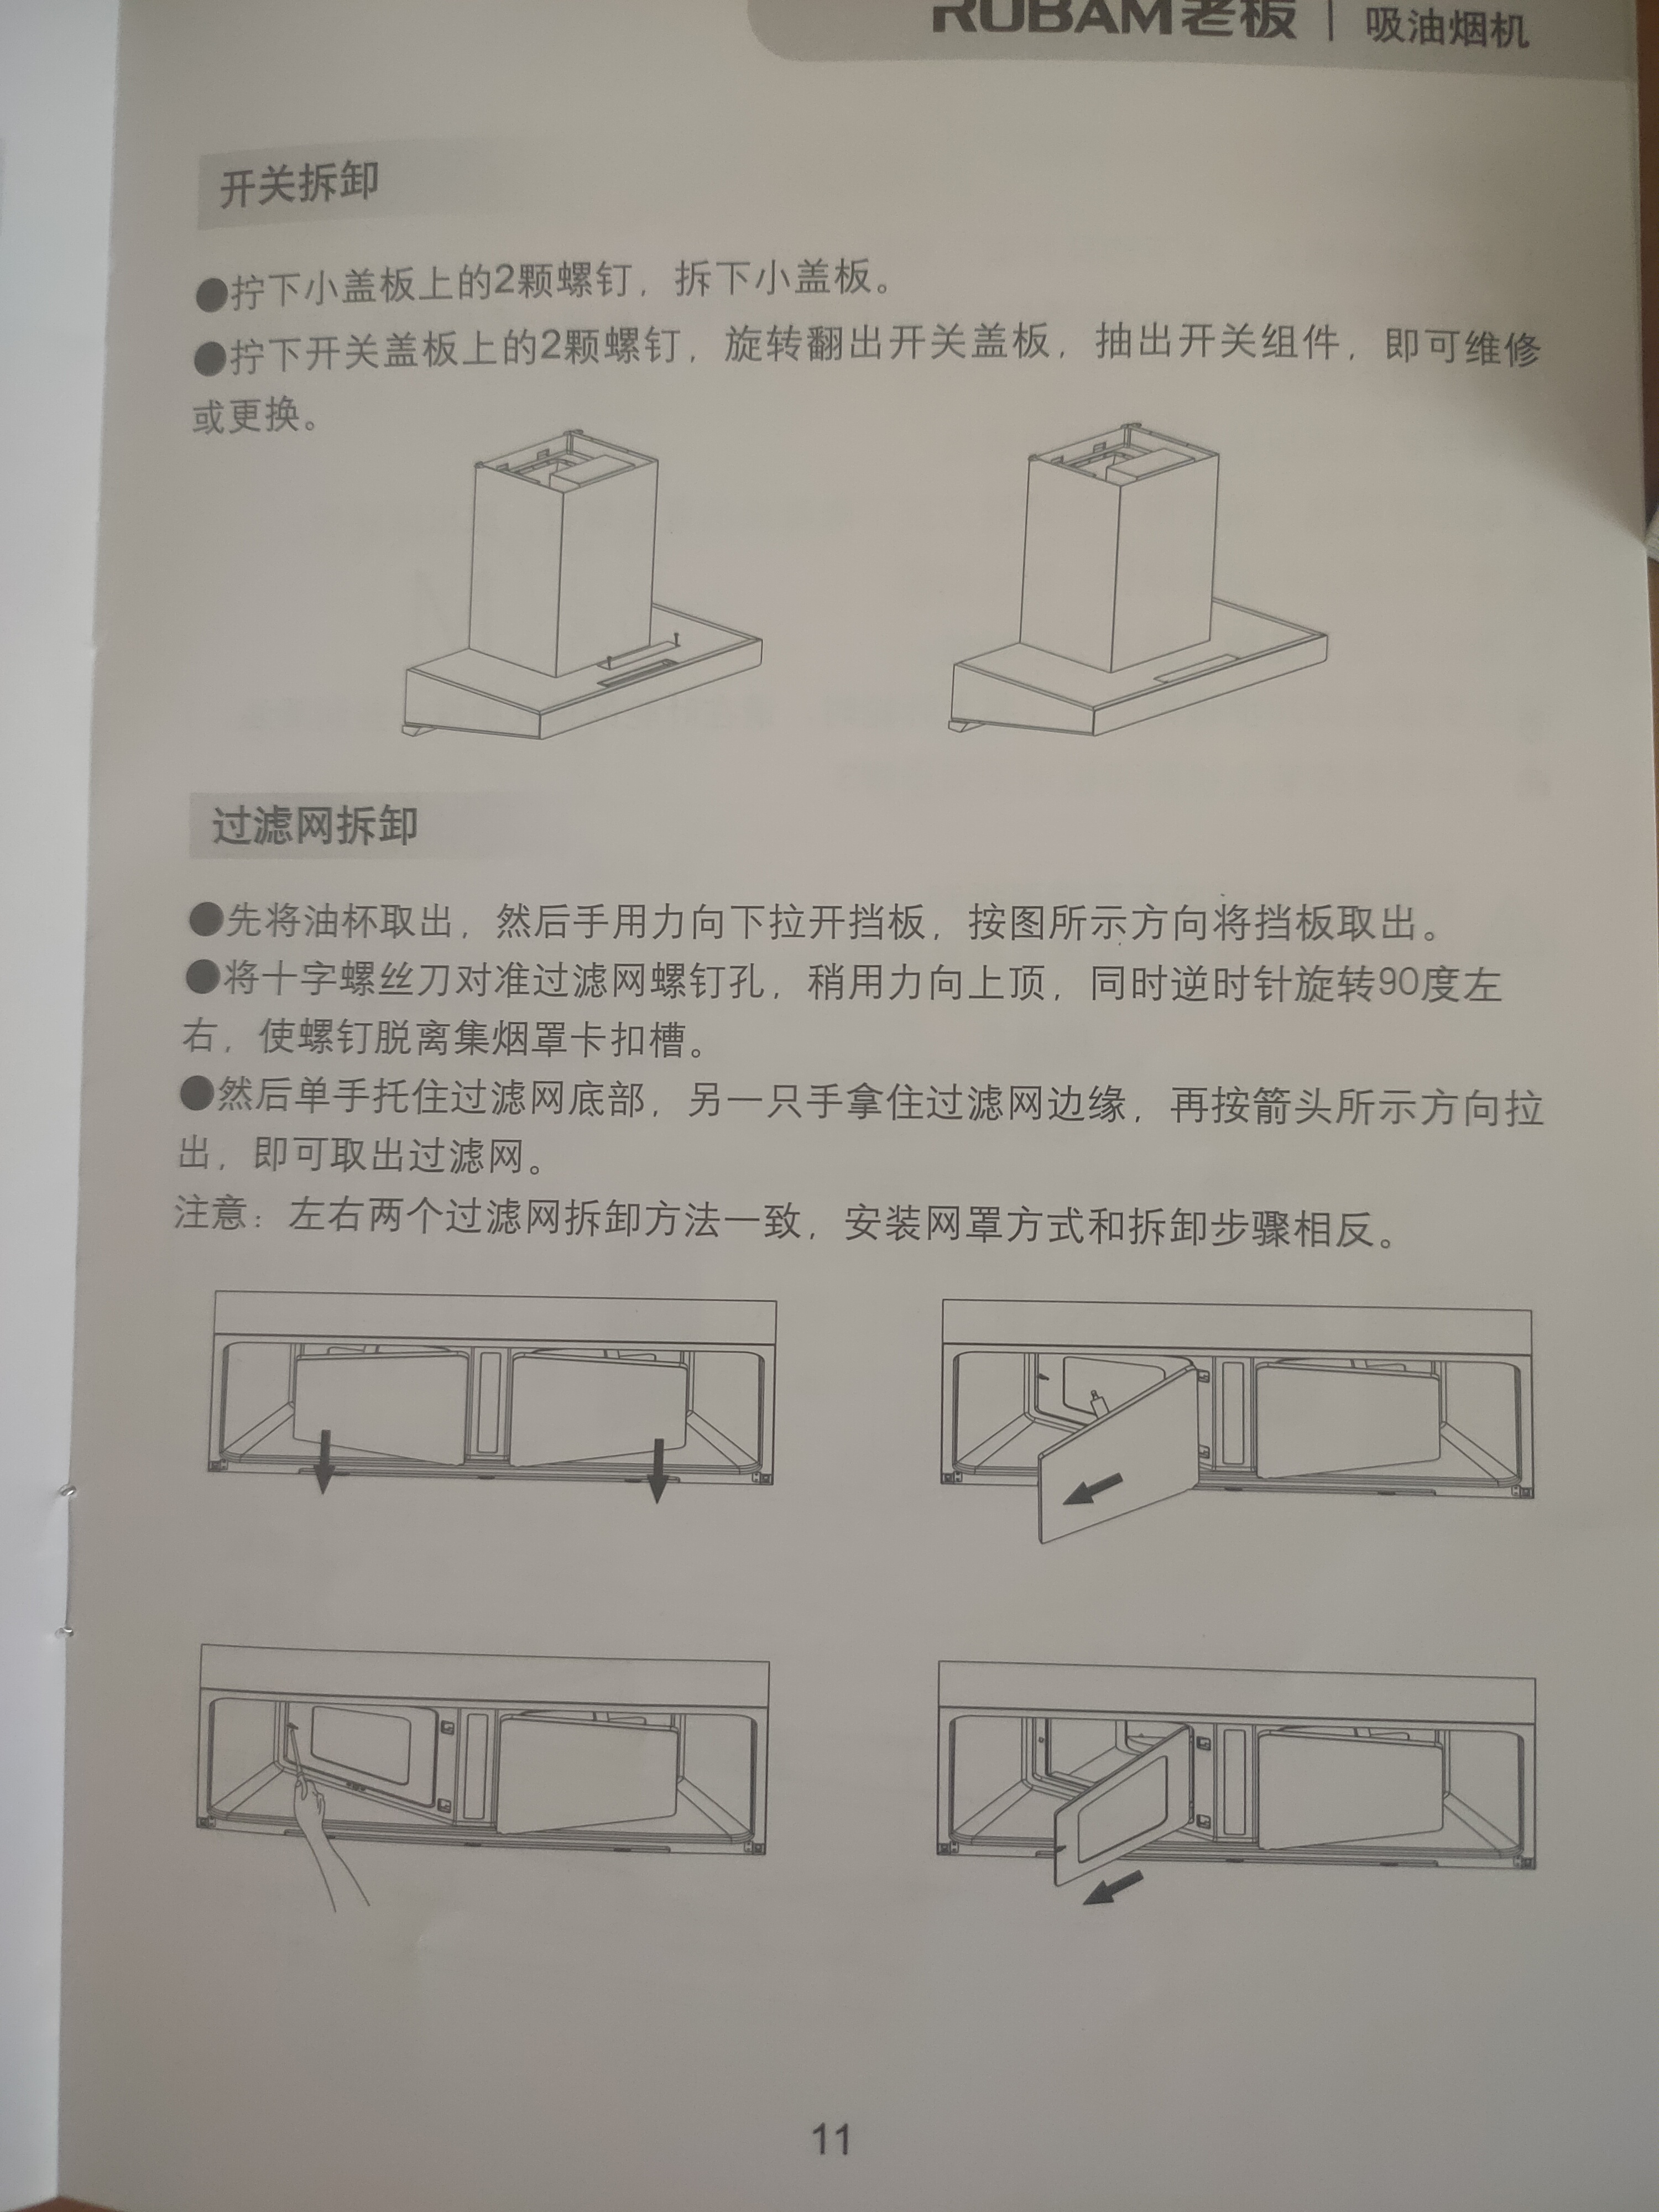 ROBAM老板 | 吸油烟机
开关拆卸
●拧下小盖板上的2颗螺钉，拆下小盖板。
●拧下开关盖板上的2颗螺钉，旋转翻出开关盖板，抽出开关组件，即可维修
或更换。
过滤网拆卸
●先将油杯取出，然后手用力向下拉开挡板，按图所示方向将挡板取出。
●将十字螺丝刀对准过滤网螺钉孔，稍用力向上顶，同时逆时针旋转90度左
右，使螺钉脱离集烟罩卡扣槽。
●然后单手托住过滤网底部，另一只手拿住过滤网边缘，再按箭头所示方向拉
出，即可取出过滤网。
注意：左右两个过滤网拆卸方法一致，安装网罩方式和拆卸步骤相反。
11